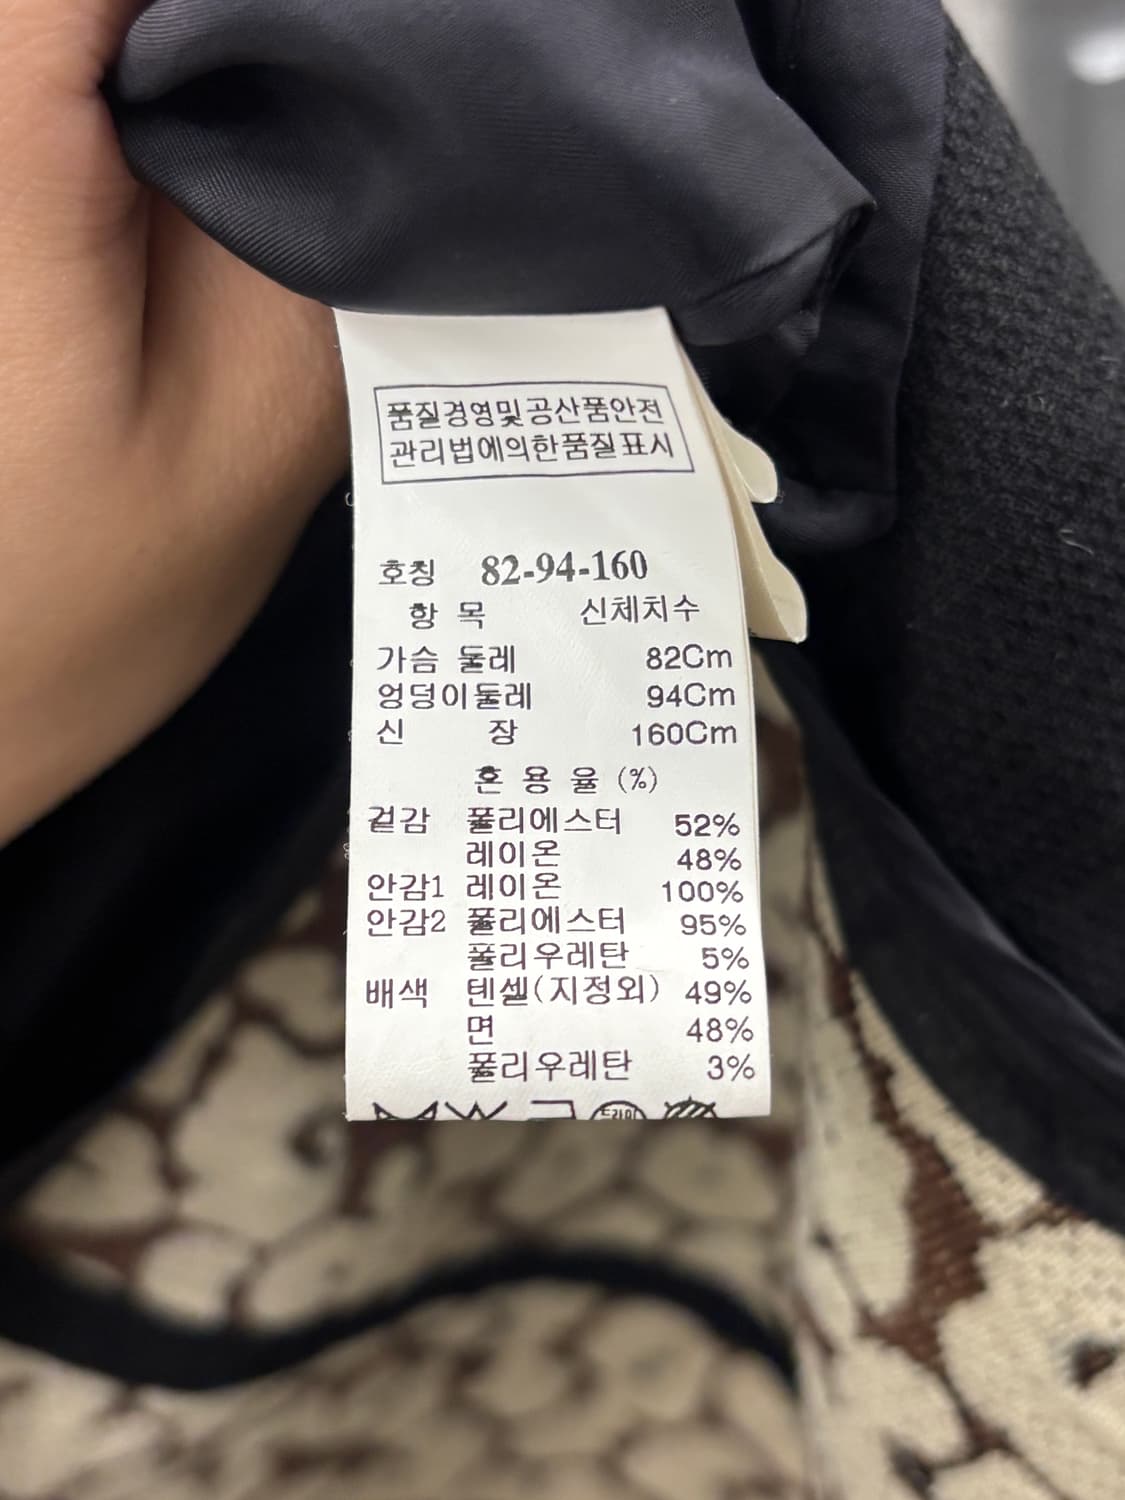 품질경영및공산품안전
관리법에의한품질표시
호칭 82-94-160
항 목 신체치수
가슴 둘레 82Cm
엉덩이둘레 94Cm
신 장 160Cm
혼 용 율 (%)
겉감 폴리에스터 52%
레이온 48%
안감1 레이온 100%
안감2 폴리에스터 95%
폴리우레탄 5%
배색 텐셀(지정외) 49%
면 48%
폴리우레탄 3%
드라이